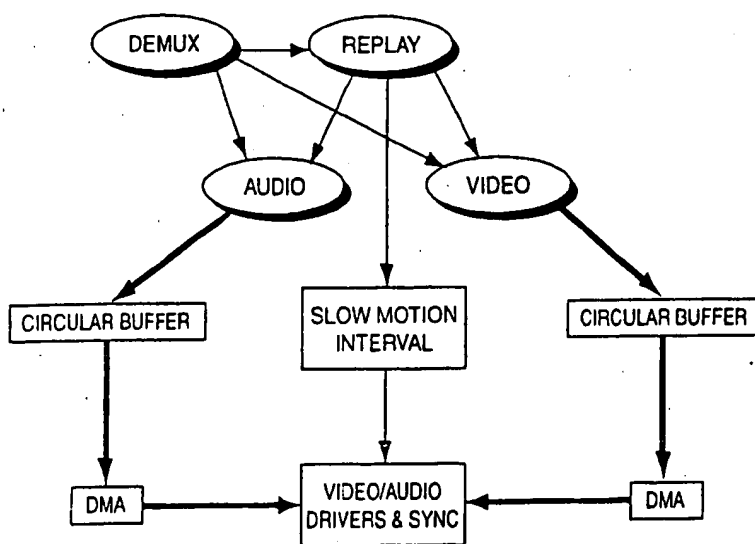 DEMUX
REPLAY
AUDIO
VIDEO
CIRCULAR BUFFER
SLOW MOTION
INTERVAL
CIRCULAR BUFFER
DMA
VIDEO/AUDIO
DRIVERS & SYNC
DMA